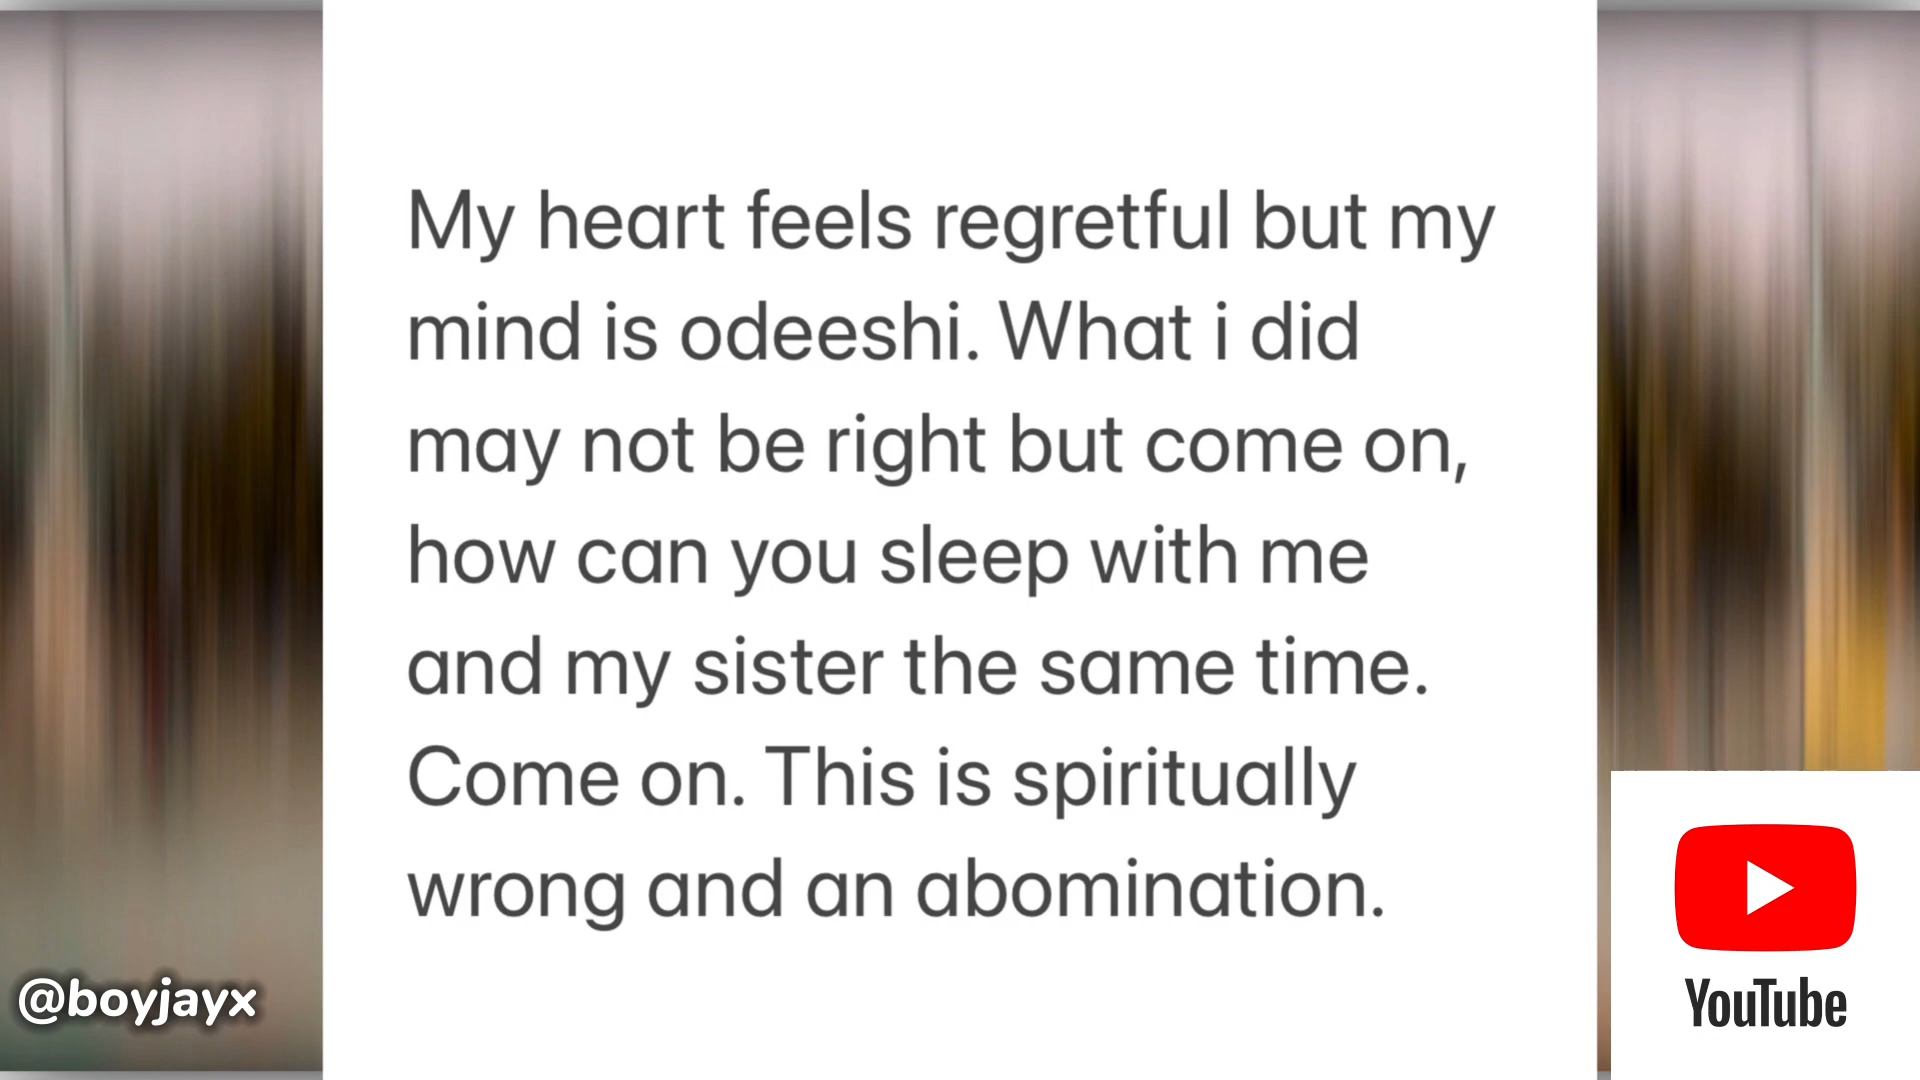 My heart feels regretful but my
mind is odeeshi. What i did
may not be right but come on,
how can you sleep with me
and my sister the same time.
Come on. This is spiritually
wrong and an abomination.
@boyjayx
YouTube